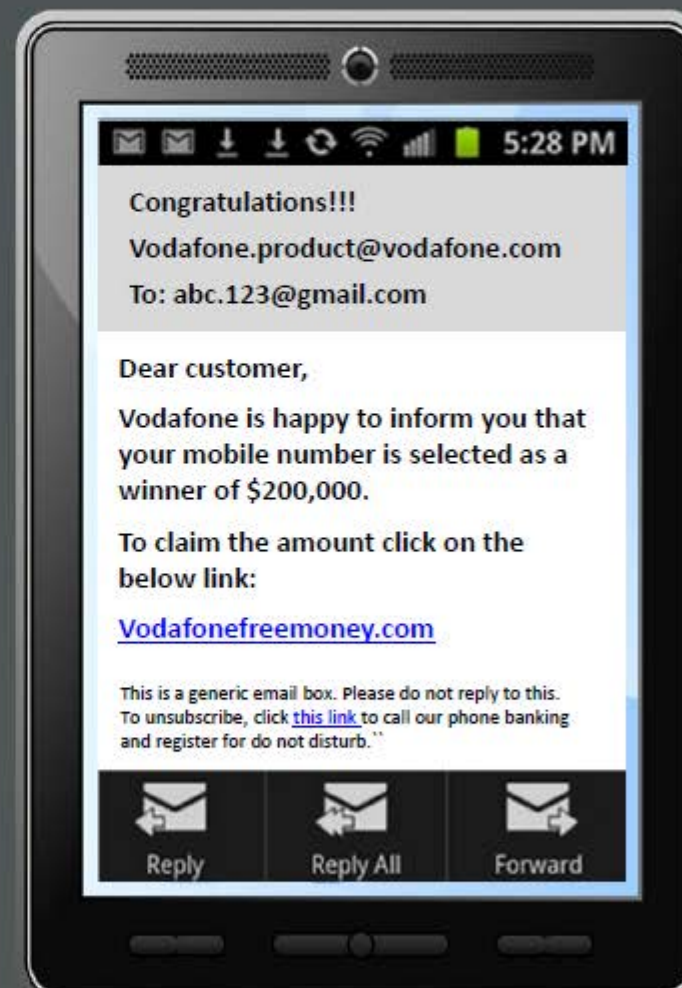 5:28 PM
Congratulations!!!
Vodafone.product@vodafone.com
To: abc.123@gmail.com
Dear customer,
Vodafone is happy to inform you that
your mobile number is selected as a
winner of $200,000.
To claim the amount click on the
below link:
Vodafonefreemoney.com
This is a generic email box. Please do not reply to this.
To unsubscribe, click this link to call our phone banking
and register for do not disturb.``
Reply Reply All Forward